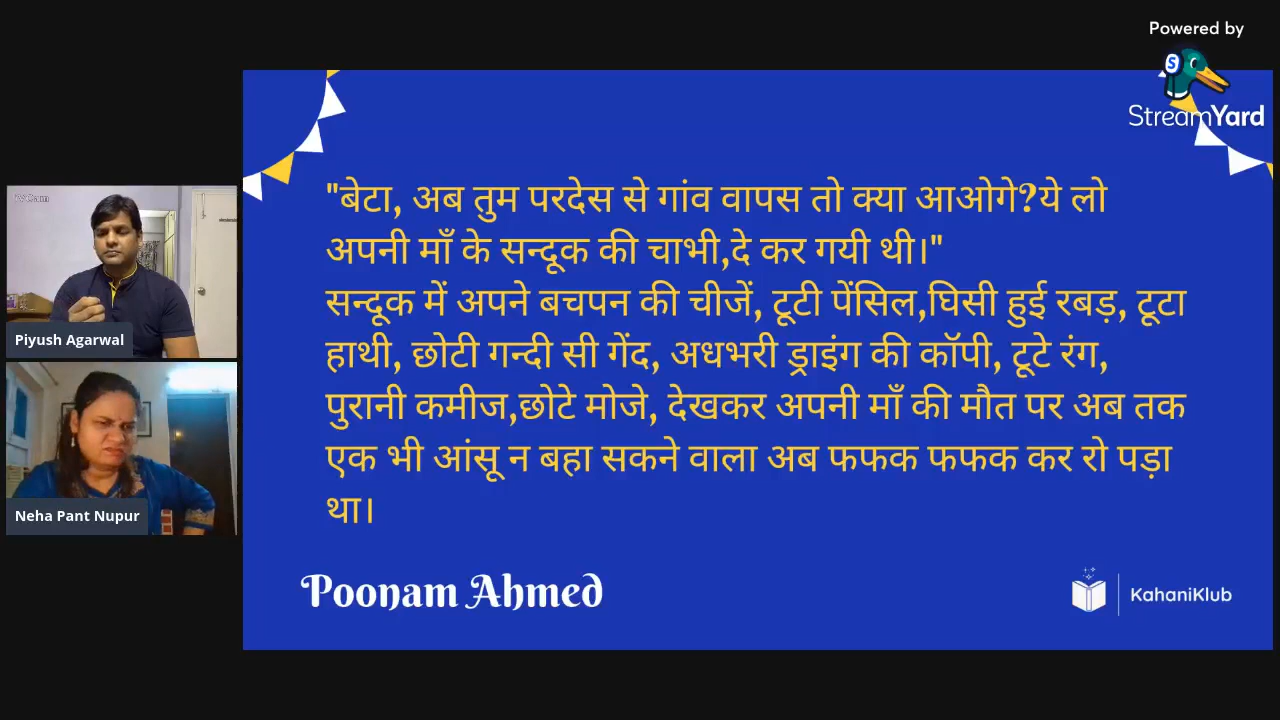 Powered by
StreamYard
"बेटा, अब तुम परदेस से गांव वापस तो क्या आओगे?ये लो
अपनी माँ के सन्दूक की चाभी,दे कर गयी थी।"
सन्दूक में अपने बचपन की चीजें, टूटी पेंसिल,घिसी हुई रबड़, टूटा
हाथी, छोटी गन्दी सी गेंद, अधभरी ड्राइंग की कॉपी, टूटे रंग,
पुरानी कमीज,छोटे मोजे, देखकर अपनी माँ की मौत पर अब तक
एक भी आंसू न बहा सकने वाला अब फफक फफक कर रो पड़ा
था।
Piyush Agarwal
Neha Pant Nupur
Poonam Ahmed
KahaniKlub